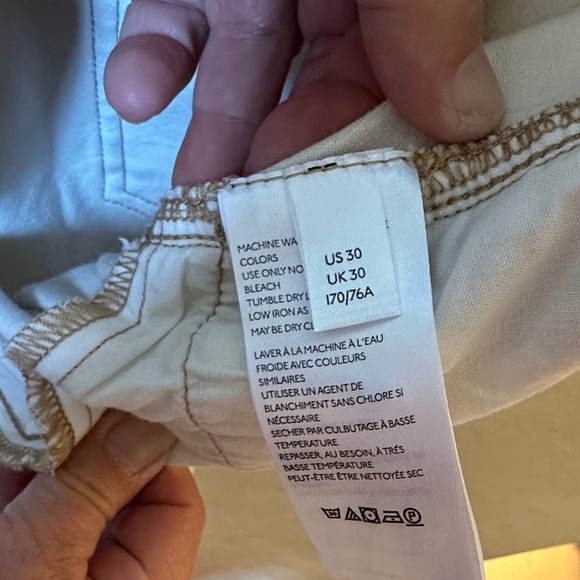 MACHINE WA
COLORS
USE ONLY NO
BLEACH
TUMBLE DRY L
LOW IRON AS
MAY BE DRY CL
US 30
UK 30
170/76A
LAVER À LA MACHINE À L'EAU
FROIDE AVEC COULEURS
SIMILAIRES
UTILISER UN AGENT DE
BLANCHIMENT SANS CHLORE SI
NÉCESSAIRE
SECHER PAR CULBUTAGE À BASSE
TEMPERATURE
REPASSER, AU BESOIN, À TRÉS
BASSE TEMPÉRATURE
PEUT-ÊTRE ÊTRE NETTOYÉE SEC